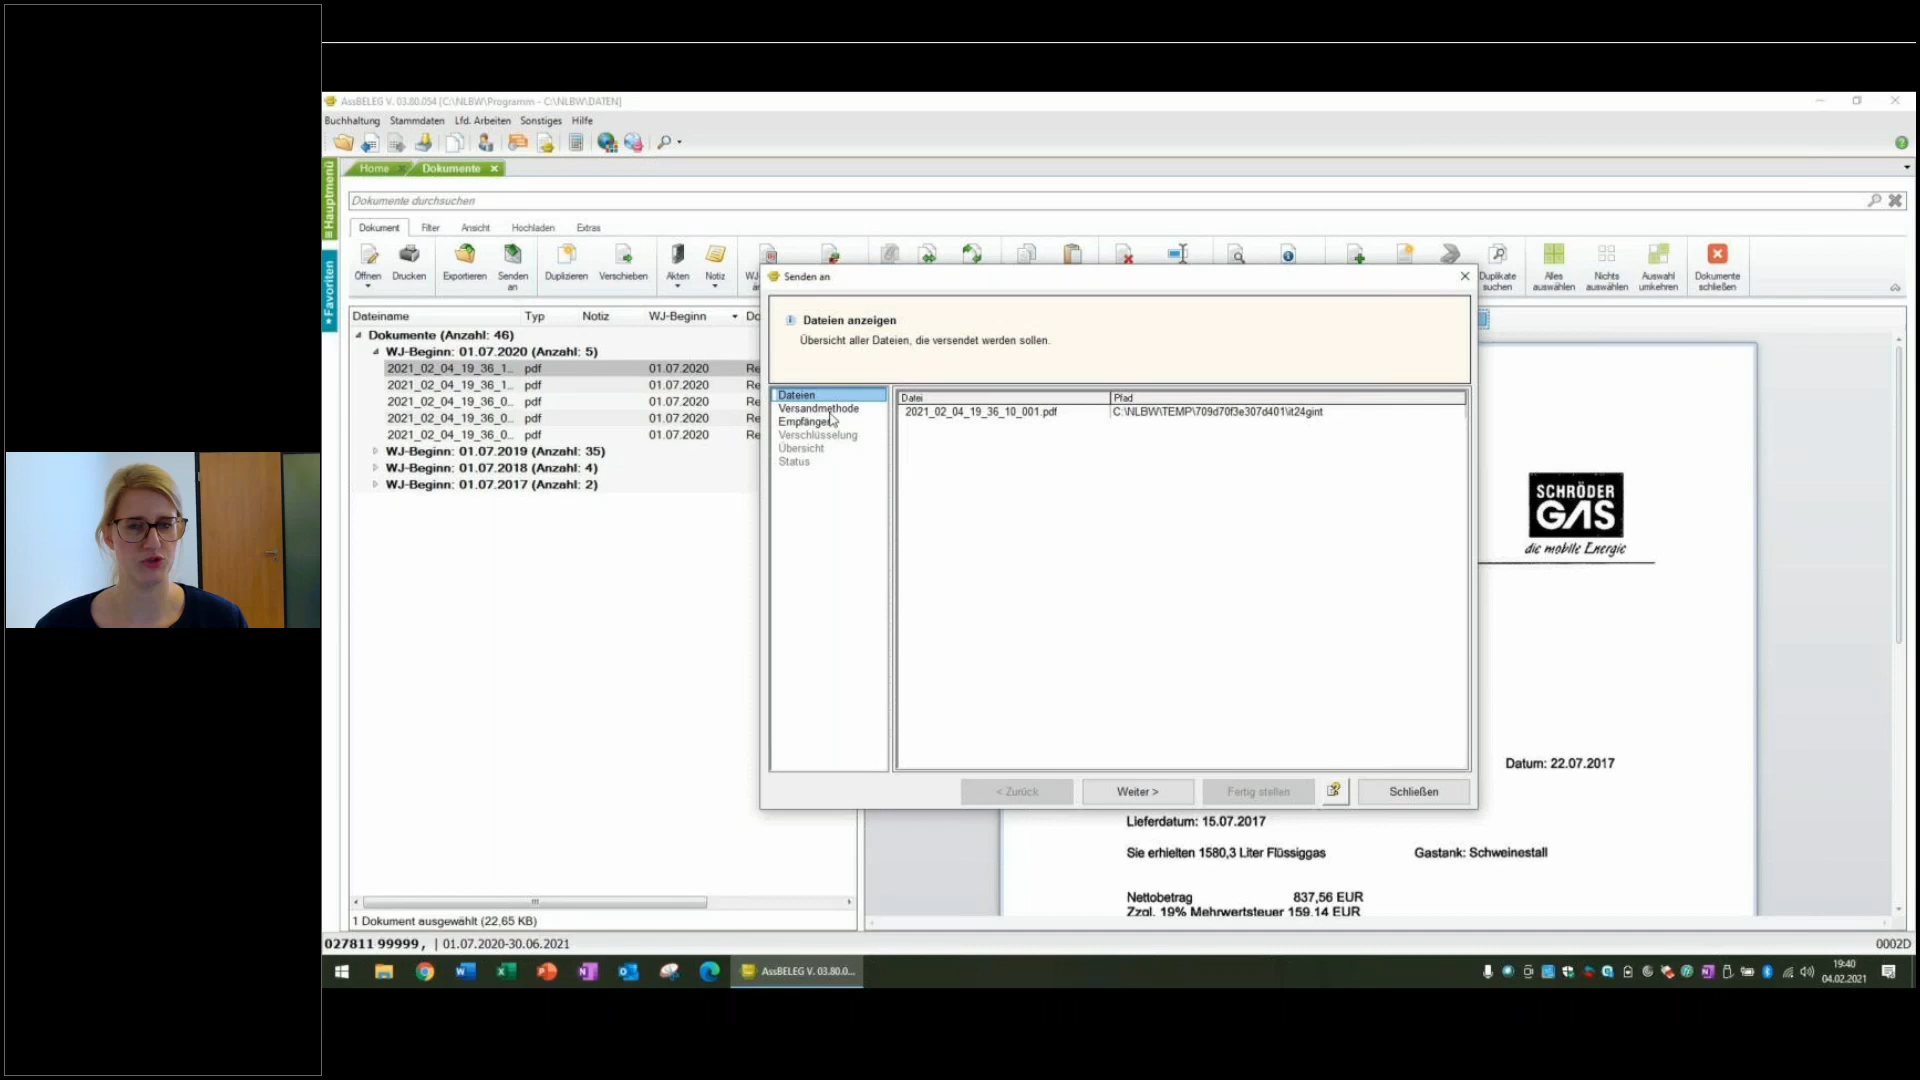 AssBELEG V. 03.80.054 [C:\NLBW\Programm - C:\NLBW\DATEN]
Buchhaltung Stammdaten Lfd. Arbeiten Sonstiges Hilfe
Hauptmenü
Favoriten
Home Dokumente
Dokumente durchsuchen
Dokument Filter Ansicht Hochladen Extras
Öffnen Drucken Exportieren Senden an Duplizieren Verschieben Akten Notiz
Duplikate suchen Alles auswählen Nichts auswählen Auswahl umkehren Dokumente schließen
Dateiname Typ Notiz WJ-Beginn
Dokumente (Anzahl: 46)
WJ-Beginn: 01.07.2020 (Anzahl: 5)
2021_02_04_19_36_1... pdf 01.07.2020 Re
2021_02_04_19_36_1... pdf 01.07.2020 Re
2021_02_04_19_36_0... pdf 01.07.2020 Re
2021_02_04_19_36_0... pdf 01.07.2020 Re
2021_02_04_19_36_0... pdf 01.07.2020 Re
WJ-Beginn: 01.07.2019 (Anzahl: 35)
WJ-Beginn: 01.07.2018 (Anzahl: 4)
WJ-Beginn: 01.07.2017 (Anzahl: 2)
1 Dokument ausgewählt (22,65 KB)
Senden an
Dateien anzeigen
Übersicht aller Dateien, die versendet werden sollen.
Dateien
Versandmethode
Empfänger
Verschlüsselung
Übersicht
Status
Datei Pfad
2021_02_04_19_36_10_001.pdf C:\NLBW\TEMP\709d70f3e307d401\it24gint
< Zurück Weiter > Fertig stellen Schließen
SCHRÖDER
GAS
die mobile Energie
Datum: 22.07.2017
Lieferdatum: 15.07.2017
Sie erhielten 1580,3 Liter Flüssiggas Gastank: Schweinestall
Nettobetrag 837,56 EUR
Zzgl. 19% Mehrwertsteuer 159,14 EUR
027811 99999, | 01.07.2020-30.06.2021
0002D
AssBELEG V. 03.80.0...
19:40
04.02.2021